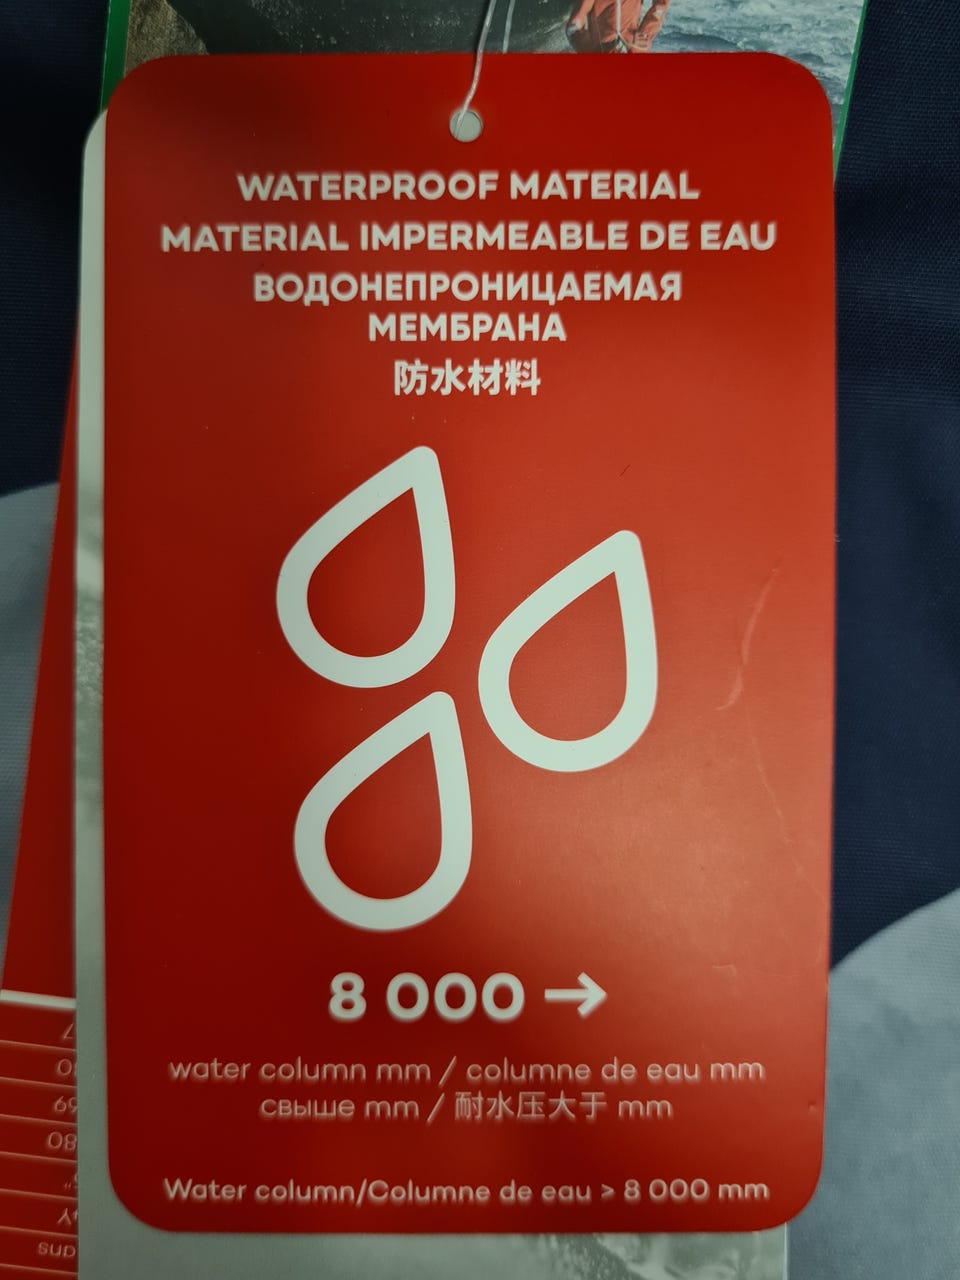 WATERPROOF MATERIAL
MATERIAL IMPERMEABLE DE EAU
ВОДОНЕПРОНИЦАЕМАЯ
МЕМБРАНА
防水材料
8 000 →
water column mm / columne de eau mm
свыше mm / 耐水压大于 mm
Water column/Columne de eau > 8 000 mm